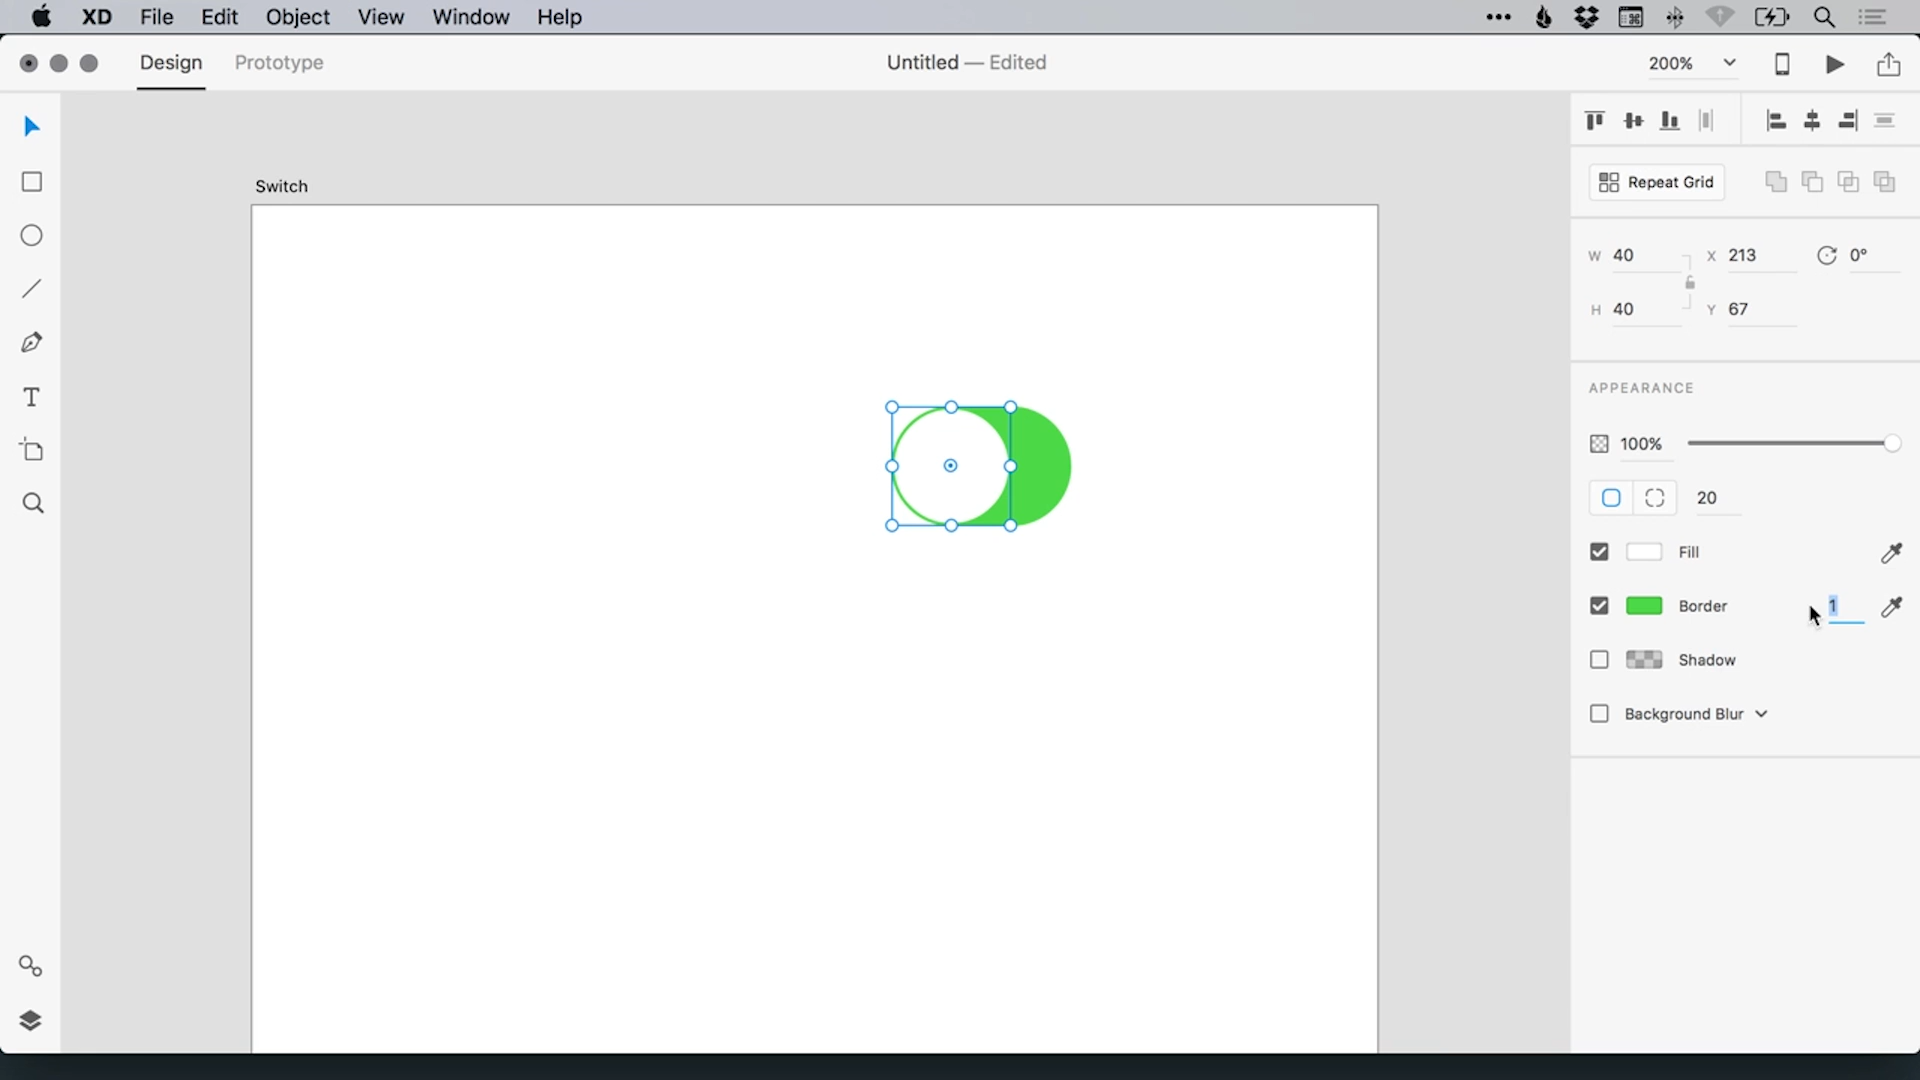 XD File Edit Object View Window Help
Design Prototype Untitled — Edited 200%
Switch
Repeat Grid
W 40 X 213 0°
H 40 Y 67
APPEARANCE
100%
20
Fill
Border 1
Shadow
Background Blur
T